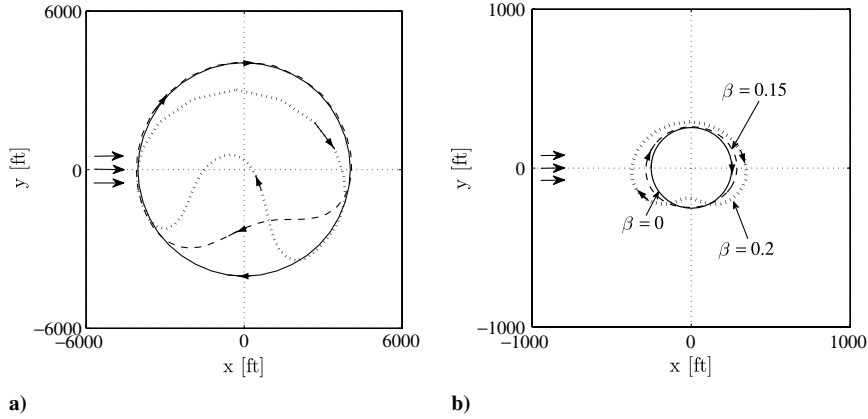 6000
y [ft]
0
−6000
−6000
0
6000
x [ft]
a)
1000
y [ft]
0
−1000
−1000
0
1000
x [ft]
β = 0.15
β = 0
β = 0.2
b)